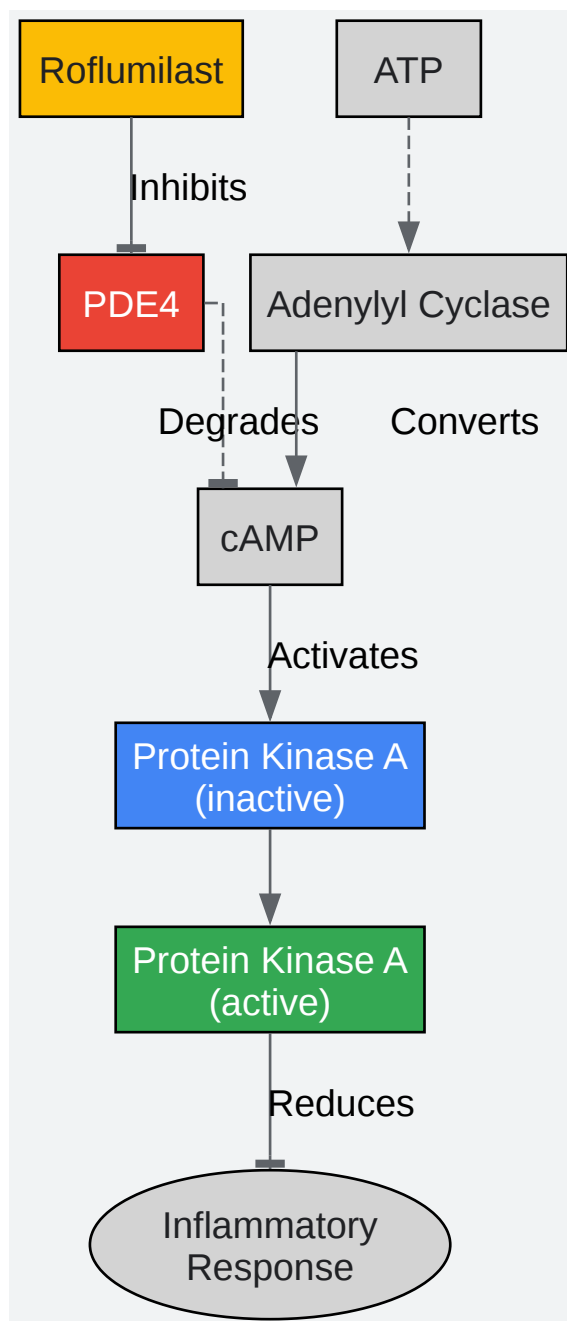 Roflumilast
ATP
Inhibits
PDE4
Adenylyl Cyclase
Degrades
Converts
cAMP
Activates
Protein Kinase A
(inactive)
Protein Kinase A
(active)
Reduces
Inflammatory
Response